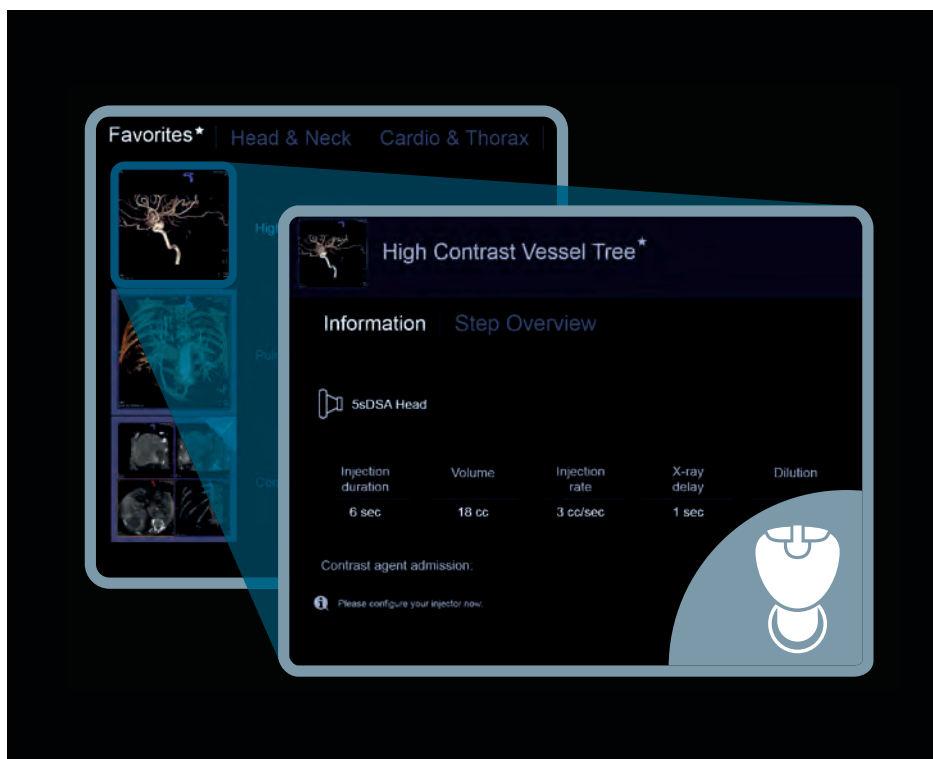 Favorites★ Head & Neck Cardio & Thorax
High Contrast Vessel Tree★
Information Step Overview
5sDSA Head
Injection duration Volume Injection rate X-ray delay Dilution
6 sec 18 cc 3 cc/sec 1 sec
Contrast agent admission:
Please configure your injector now.